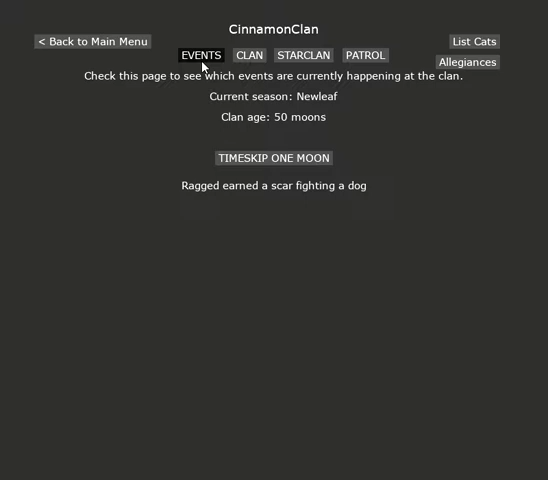 CinnamonClan
< Back to Main Menu
List Cats
EVENTS CLAN STARCLAN PATROL
Allegiances
Check this page to see which events are currently happening at the clan.
Current season: Newleaf
Clan age: 50 moons
TIMESKIP ONE MOON
Ragged earned a scar fighting a dog